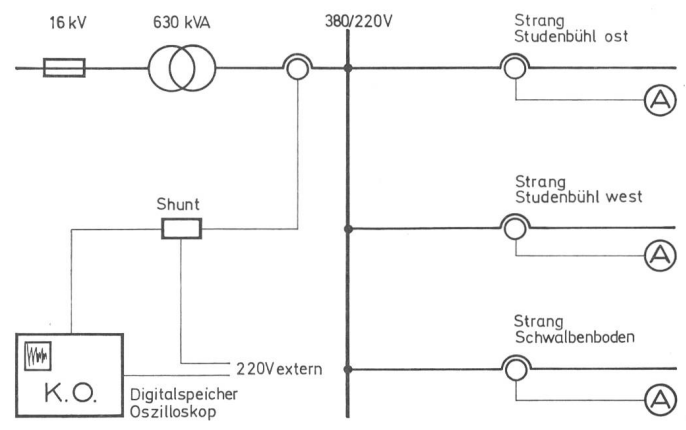 16 kV
630 kVA
380/220V
Strang
Studenbühl ost
A
Strang
Studenbühl west
A
Shunt
Strang
Schwalbenboden
A
220V extern
K.O.
Digitalspeicher
Oszilloskop